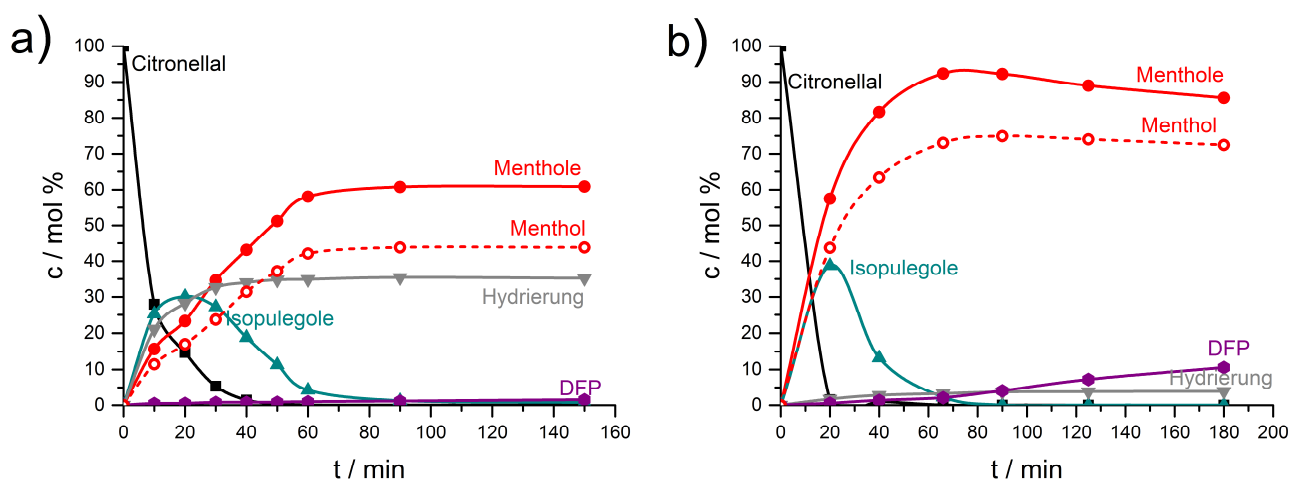 a)
100
90
80
70
60
50
40
30
20
10
0
c / mol %
Citronellal
Menthole
Menthol
Hydrierung
Isopulegole
DFP
0 20 40 60 80 100 120 140 160
t / min
b)
100
90
80
70
60
50
40
30
20
10
0
c / mol %
Citronellal
Menthole
Menthol
Isopulegole
DFP
Hydrierung
0 20 40 60 80 100 120 140 160 180 200
t / min